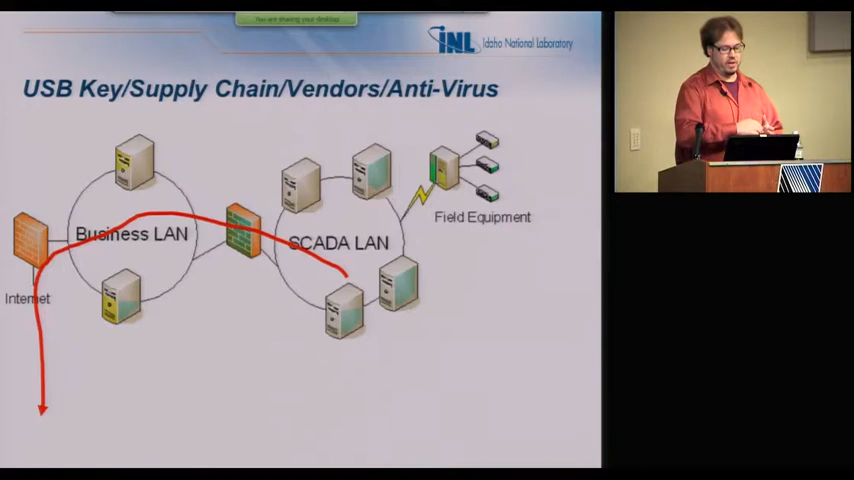 You are sharing your desktop
INL Idaho National Laboratory
USB Key/Supply Chain/Vendors/Anti-Virus
Field Equipment
Business LAN
SCADA LAN
Internet